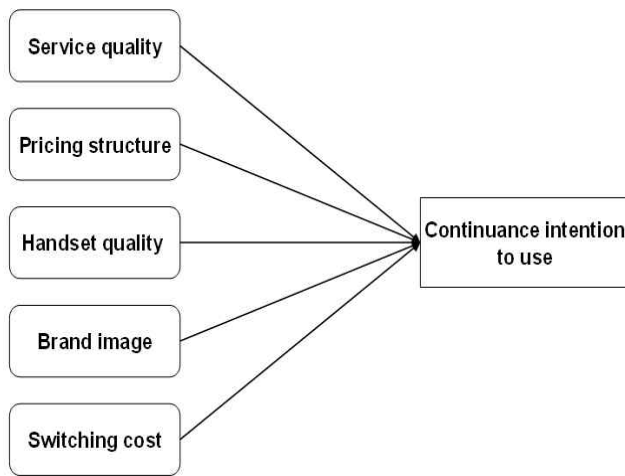 Service quality
Pricing structure
Handset quality
Continuance intention
to use
Brand image
Switching cost